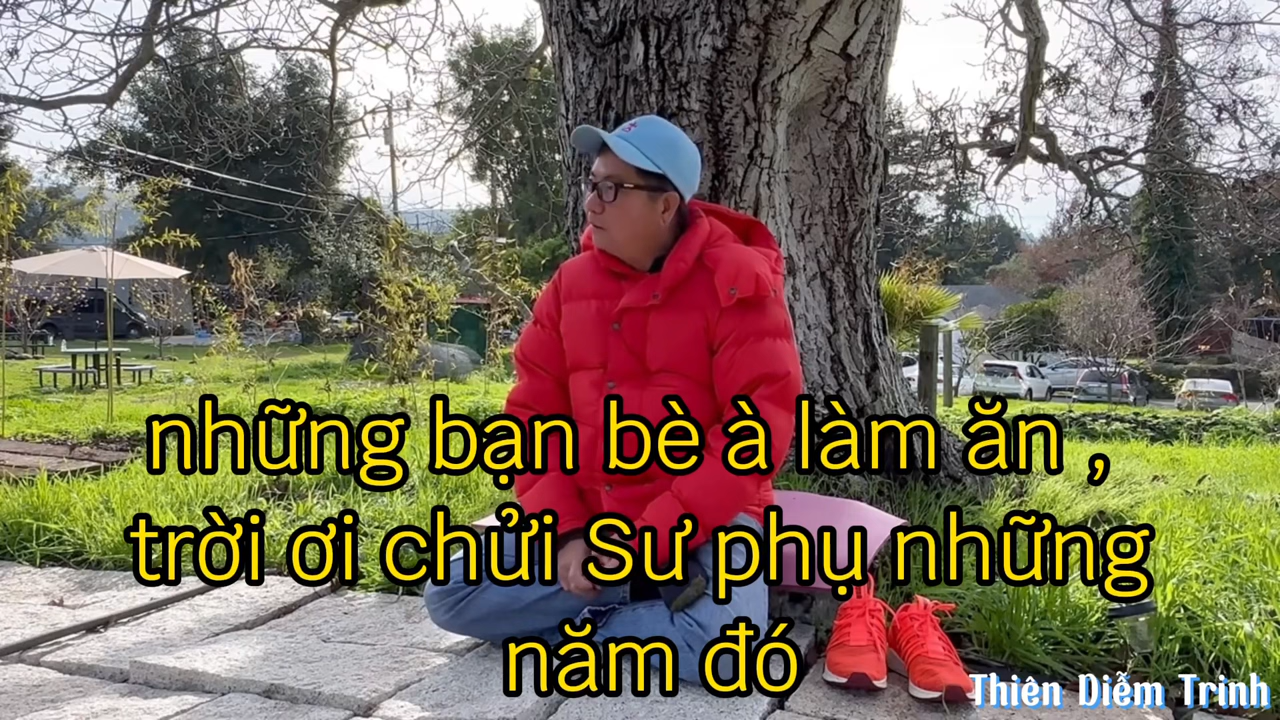 những bạn bè à làm ăn ,
trời ơi chửi Sư phụ những
năm đó
Thiên Diễm Trinh